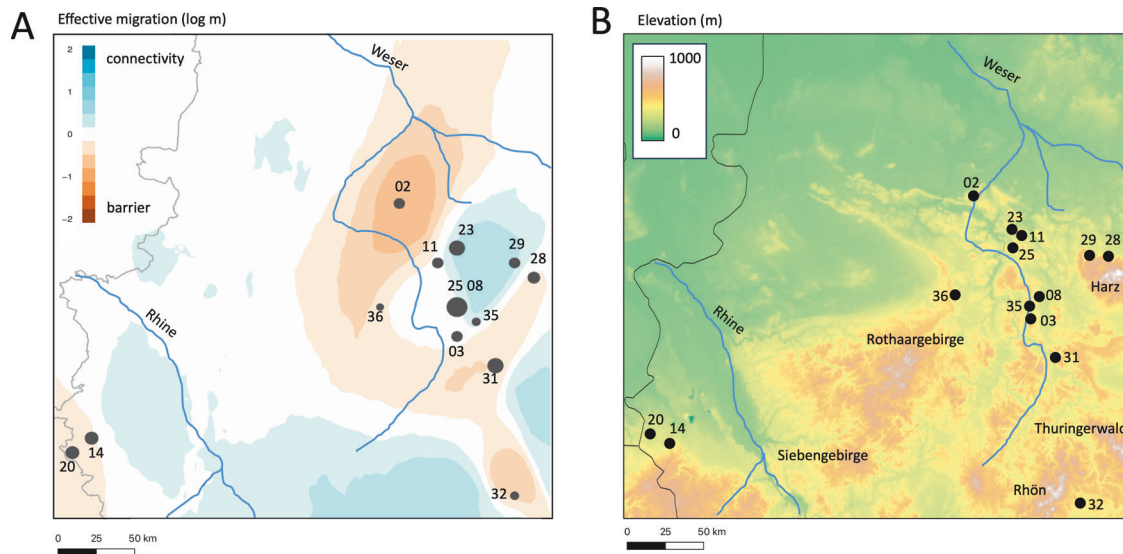 A
Effective migration (log m)
2
connectivity
1
0
−1
barrier
−2
Weser
02
23
11
29
28
25 08
36
35
03
31
Rhine
14
20
32
0 25 50 km
B
Elevation (m)
1000
0
Weser
02
23
11
25
29 28
Harz
08
36
35
03
Rhine
Rothaargebirge
31
20
14
Thuringerwald
Siebengebirge
Rhön
32
0 25 50 km